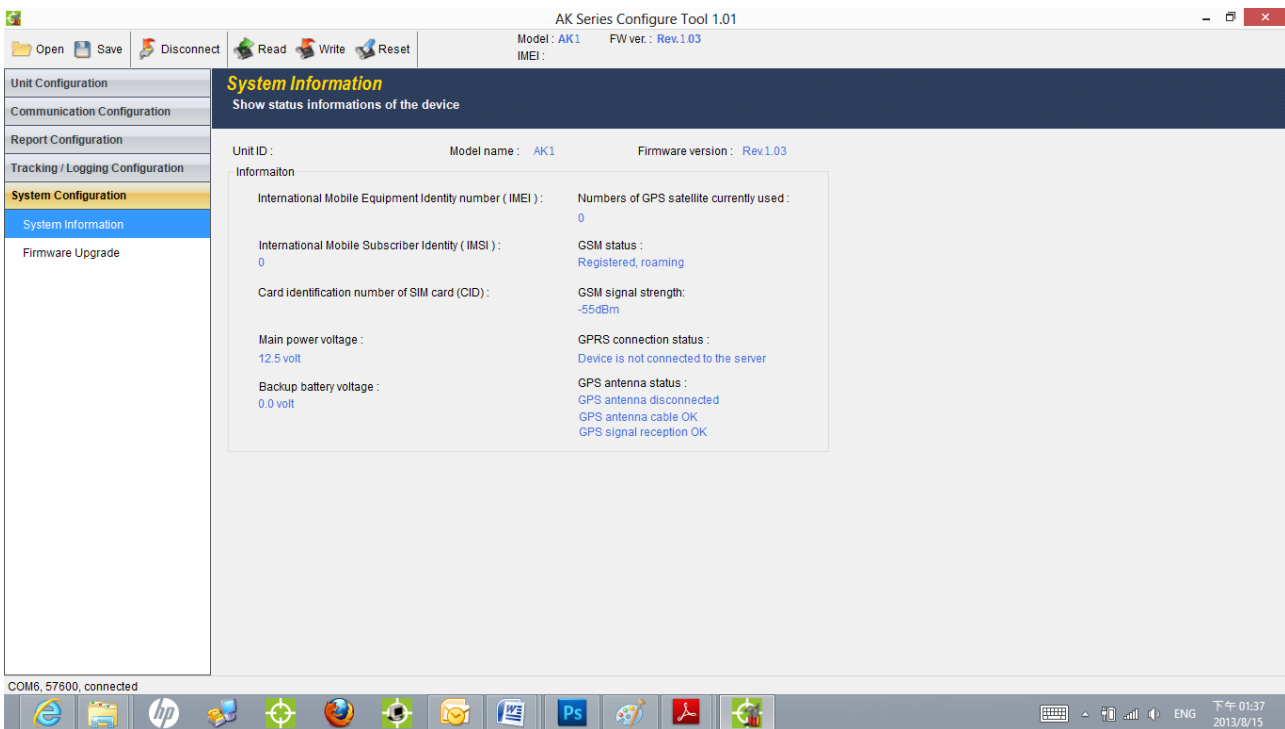 AK Series Configure Tool 1.01
Open Save Disconnect Read Write Reset
Model : AK1 FW ver. : Rev.1.03
IMEI :
Unit Configuration
Communication Configuration
Report Configuration
Tracking / Logging Configuration
System Configuration
System Information
Firmware Upgrade
System Information
Show status informations of the device
Unit ID : Model name : AK1 Firmware version : Rev.1.03
Informaiton
International Mobile Equipment Identity number ( IMEI ) :
International Mobile Subscriber Identity ( IMSI ) :
0
Card identification number of SIM card (CID) :
Main power voltage :
12.5 volt
Backup battery voltage :
0.0 volt
Numbers of GPS satellite currently used :
0
GSM status :
Registered, roaming
GSM signal strength:
-55dBm
GPRS connection status :
Device is not connected to the server
GPS antenna status :
GPS antenna disconnected
GPS antenna cable OK
GPS signal reception OK
COM6, 57600, connected
hp
Ps
ENG
下午 01:37
2013/8/15